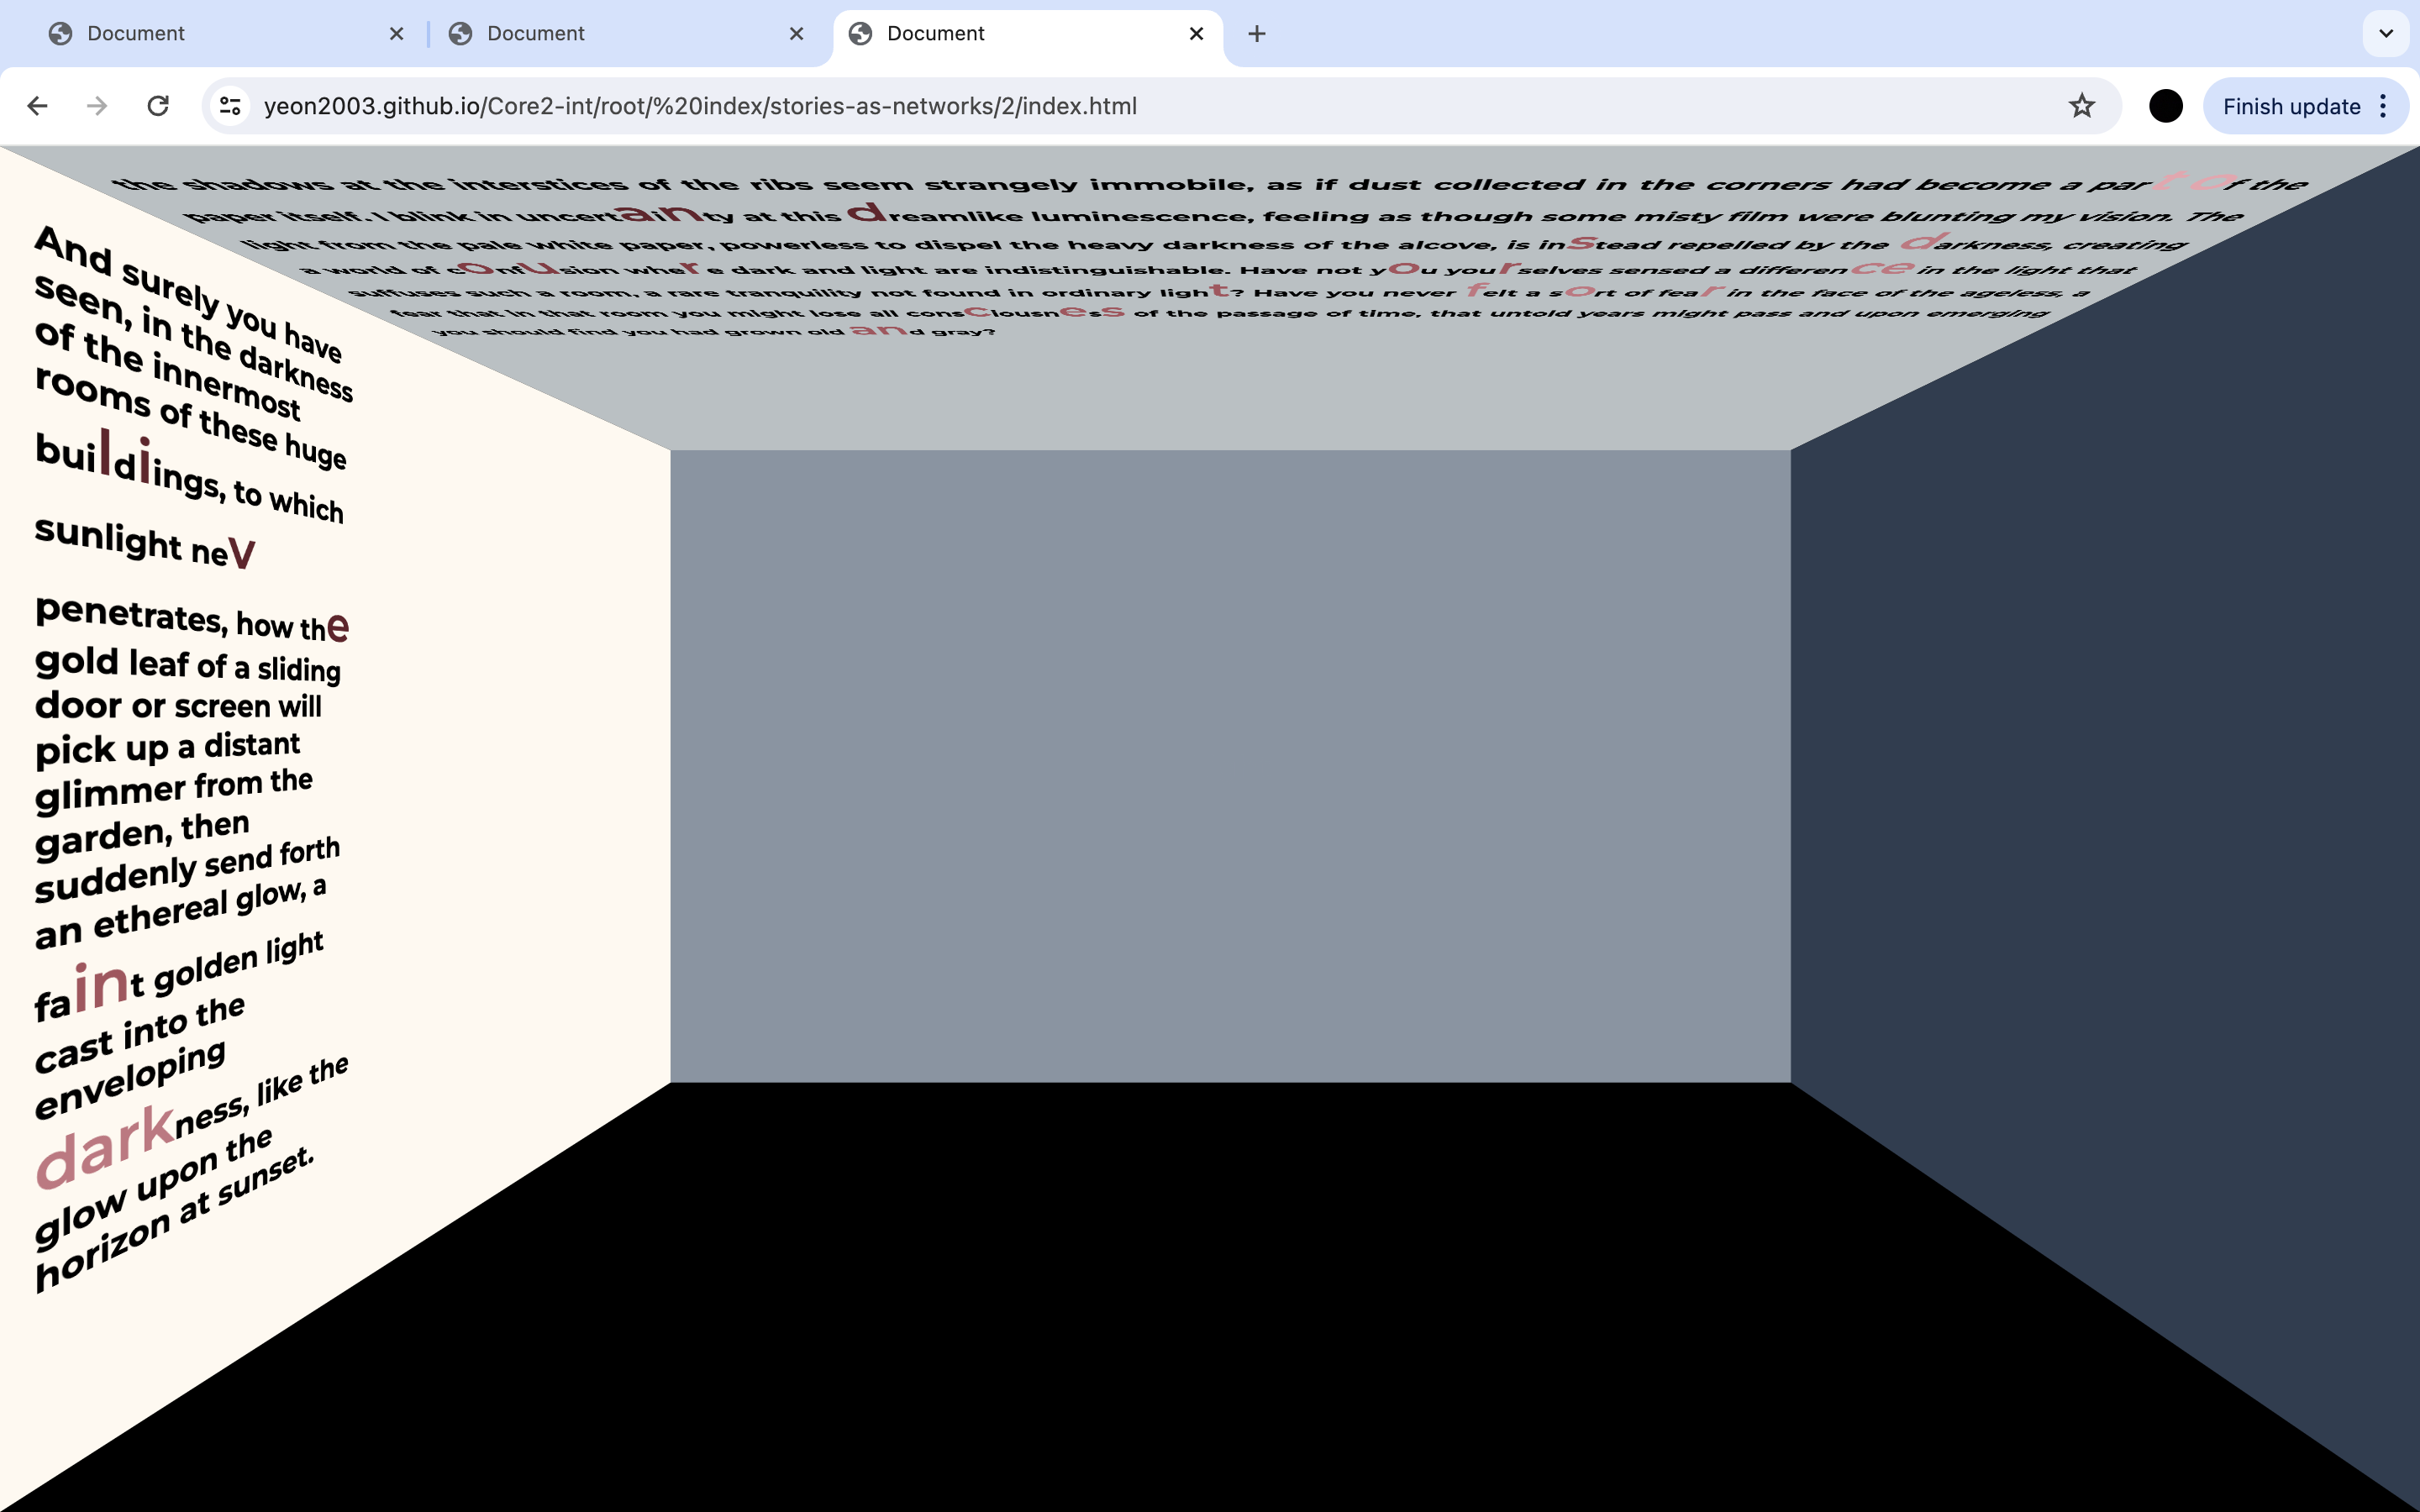 Document
Document
Document
yeon2003.github.io/Core2-int/root/%20index/stories-as-networks/2/index.html
Finish update
the shadows at the interstices of the ribs seem strangely immobile, as if dust collected in the corners had become a part of the
paper itself. I blink in uncertainty at this dreamlike luminescence, feeling as though some misty film were blunting my vision. The
light from the pale white paper, powerless to dispel the heavy darkness of the alcove, is instead repelled by the darkness, creating
a world of confusion where dark and light are indistinguishable. Have not you yourselves sensed a difference in the light that
suffuses such a room, a rare tranquility not found in ordinary light? Have you never felt a sort of fear in the face of the ageless, a
fear that in that room you might lose all consciousness of the passage of time, that untold years might pass and upon emerging
you should find you had grown old and gray?
And surely you have
seen, in the darkness
of the innermost
rooms of these huge
buildiings, to which
sunlight nev
penetrates, how the
gold leaf of a sliding
door or screen will
pick up a distant
glimmer from the
garden, then
suddenly send forth
an ethereal glow, a
faint golden light
cast into the
enveloping
darkness, like the
glow upon the
horizon at sunset.